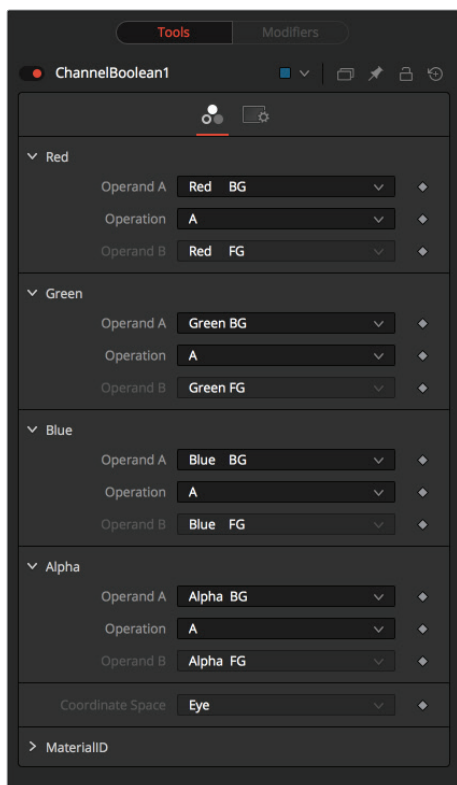 Tools Modifiers
ChannelBoolean1
Red
Operand A Red BG
Operation A
Operand B Red FG
Green
Operand A Green BG
Operation A
Operand B Green FG
Blue
Operand A Blue BG
Operation A
Operand B Blue FG
Alpha
Operand A Alpha BG
Operation A
Operand B Alpha FG
Coordinate Space Eye
MaterialID